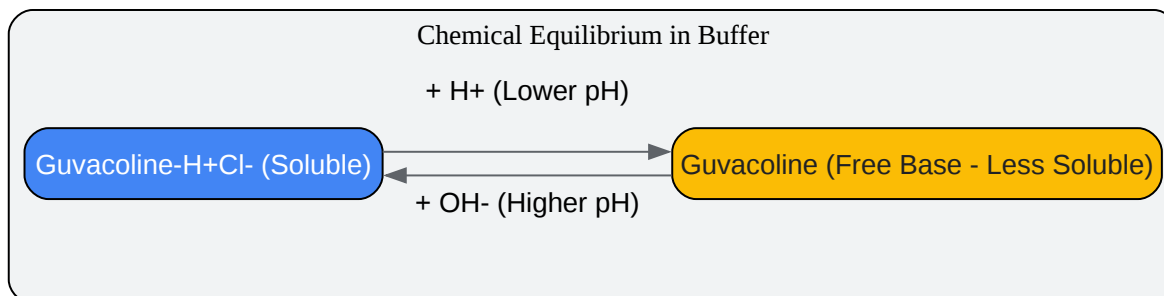 Chemical Equilibrium in Buffer
+ H+ (Lower pH)
Guvacoline-H+Cl- (Soluble)
Guvacoline (Free Base - Less Soluble)
+ OH- (Higher pH)